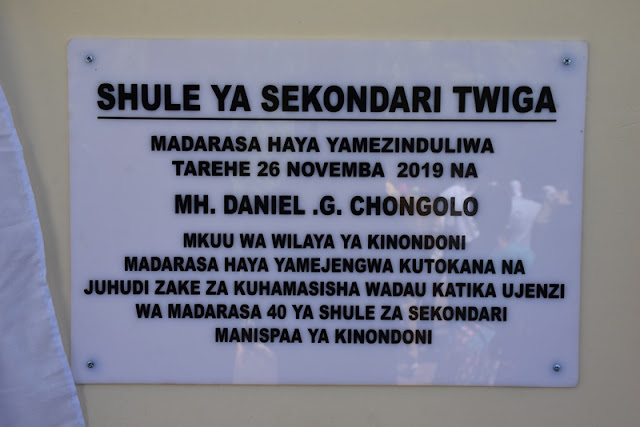 SHULE YA SEKONDARI TWIGA
MADARASA HAYA YAMEZINDULIWA
TAREHE 26 NOVEMBA 2019 NA
MH. DANIEL .G. CHONGOLO
MKUU WA WILAYA YA KINONDONI
MADARASA HAYA YAMEJENGWA KUTOKANA NA
JUHUDI ZAKE ZA KUHAMASISHA WADAU KATIKA UJENZI
WA MADARASA 40 YA SHULE ZA SEKONDARI
MANISPAA YA KINONDONI